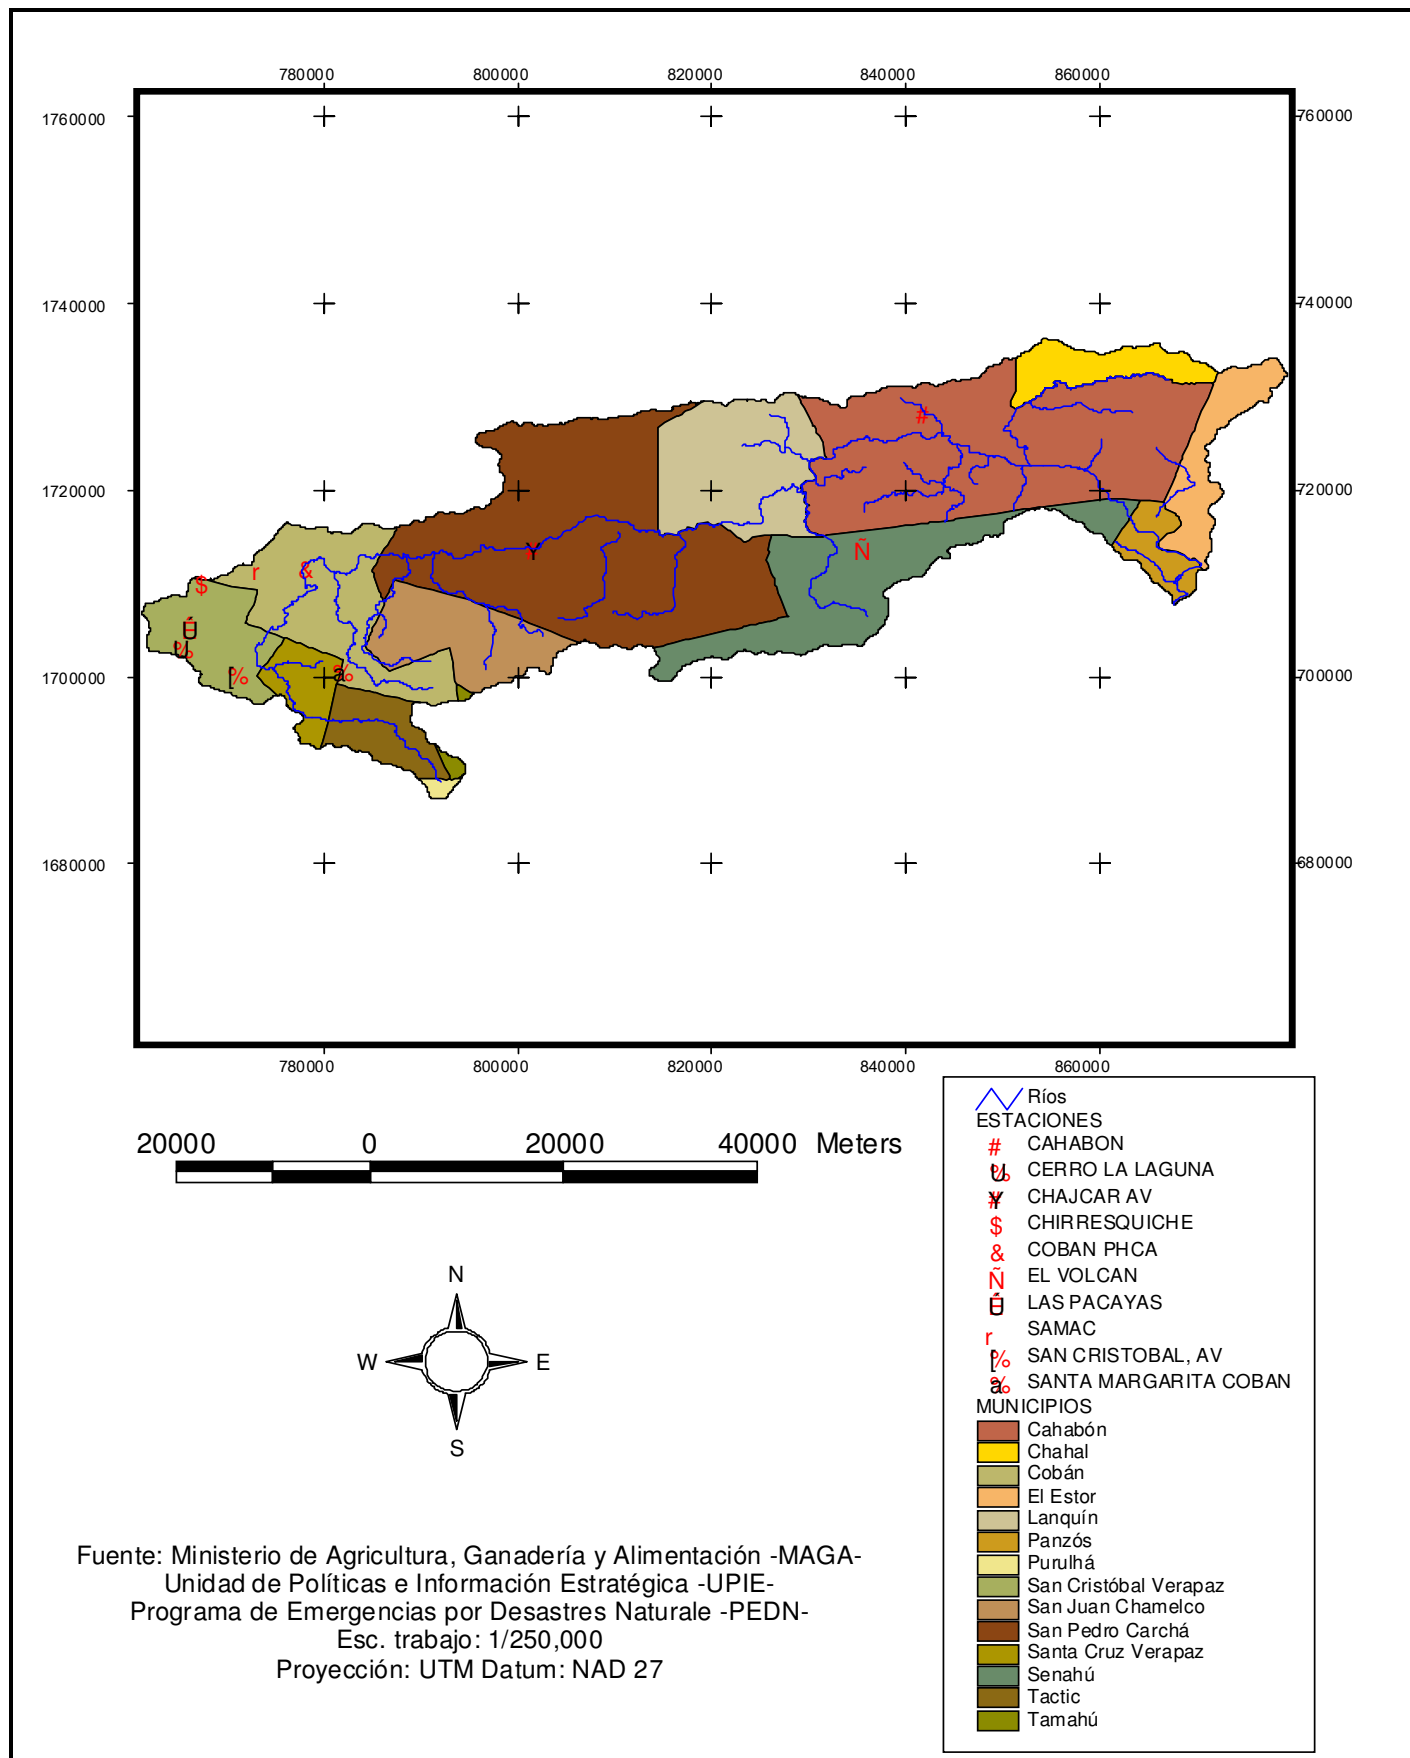 780000 800000 820000 840000 860000
1760000 760000
1740000 740000
#
1720000 720000
Y Ñ
$ r &
É
U %
[ % a %
1700000 700000
1680000 680000
780000 800000 820000 840000 860000
Ríos
ESTACIONES
# CAHABON
CERRO LA LAGUNA
CHAJCAR AV
$ CHIRRESQUICHE
& COBAN PHCA
Ñ EL VOLCAN
LAS PACAYAS
r SAMAC
[% SAN CRISTOBAL, AV
a% SANTA MARGARITA COBAN
MUNICIPIOS
Cahabón
Chahal
Cobán
El Estor
Lanquín
Panzós
Purulhá
San Cristóbal Verapaz
San Juan Chamelco
San Pedro Carchá
Santa Cruz Verapaz
Senahú
Tactic
Tamahú
20000 0 20000 40000 Meters
N
W E
S
Fuente: Ministerio de Agricultura, Ganadería y Alimentación -MAGA-
Unidad de Políticas e Información Estratégica -UPIE-
Programa de Emergencias por Desastres Naturale -PEDN-
Esc. trabajo: 1/250,000
Proyección: UTM Datum: NAD 27